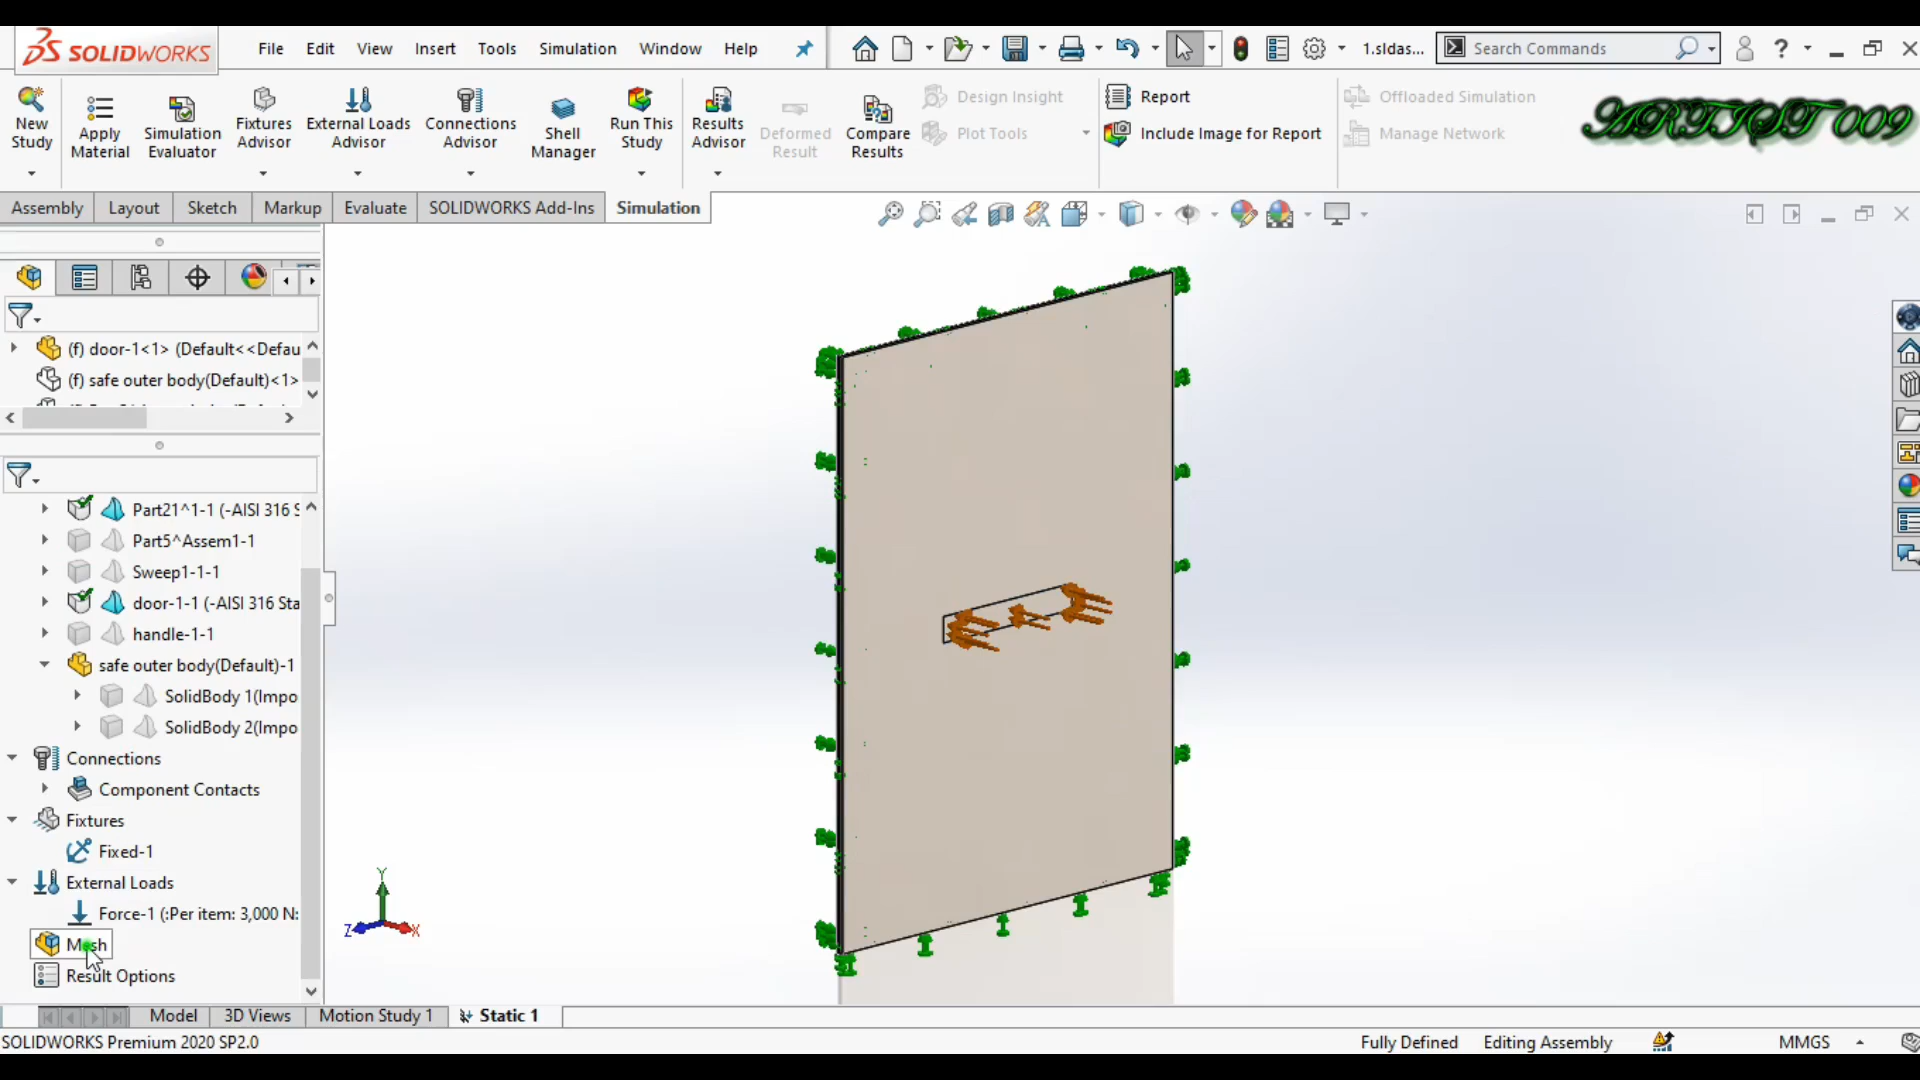 SOLIDWORKS
File Edit View Insert Tools Simulation Window Help
1.sldas...
Search Commands
New Study
Apply Material
Simulation Evaluator
Fixtures Advisor
External Loads Advisor
Connections Advisor
Shell Manager
Run This Study
Results Advisor
Deformed Result
Compare Results
Design Insight
Plot Tools
Report
Include Image for Report
Offloaded Simulation
Manage Network
ARTIST 009
Assembly Layout Sketch Markup Evaluate SOLIDWORKS Add-Ins Simulation
(f) door-1<1> (Default<<Defau
(f) safe outer body(Default)<1>
Part21^1-1 (-AISI 316 S
Part5^Assem1-1
Sweep1-1-1
door-1-1 (-AISI 316 Sta
handle-1-1
safe outer body(Default)-1
SolidBody 1(Impo
SolidBody 2(Impo
Connections
Component Contacts
Fixtures
Fixed-1
External Loads
Force-1 (:Per item: 3,000 N:
Mesh
Result Options
Y
Z
X
Model 3D Views Motion Study 1 Static 1
SOLIDWORKS Premium 2020 SP2.0
Fully Defined Editing Assembly MMGS